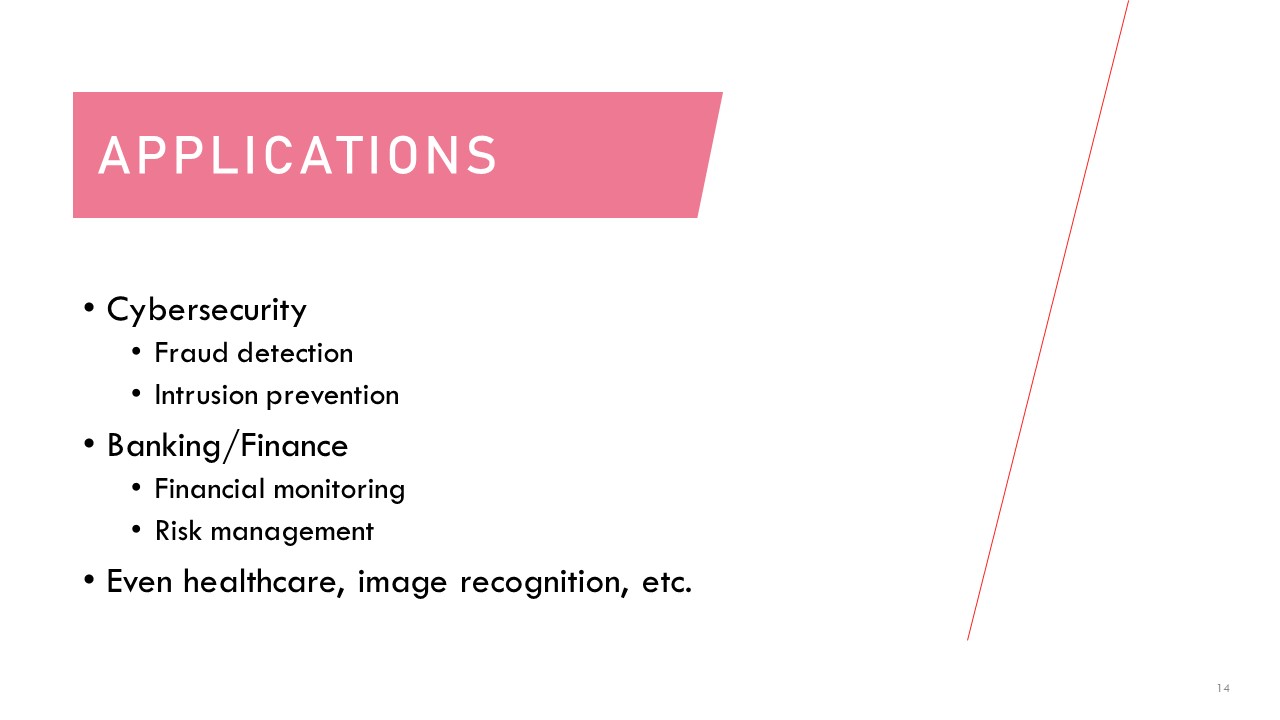 APPLICATIONS
• Cybersecurity
• Fraud detection
• Intrusion prevention
• Banking/Finance
• Financial monitoring
• Risk management
• Even healthcare, image recognition, etc.
14